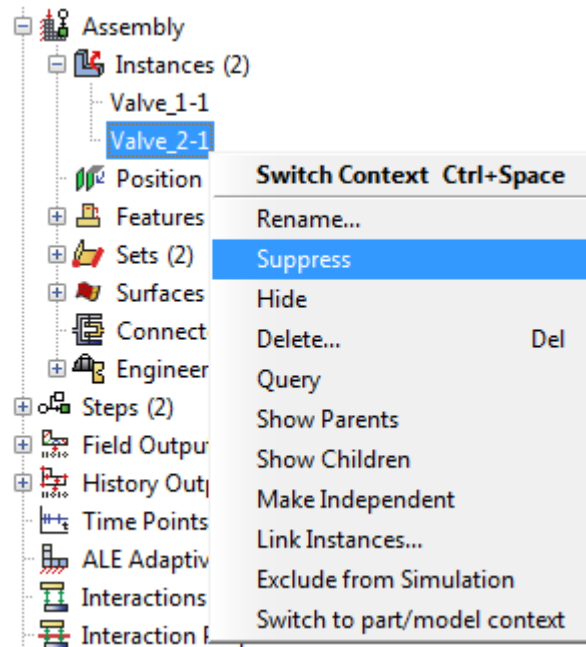 Assembly
Instances (2)
Valve_1-1
Valve_2-1
Position
Switch Context Ctrl+Space
Features
Rename...
Sets (2)
Suppress
Surfaces
Hide
Connect
Delete... Del
Engineer
Query
Steps (2)
Show Parents
Field Outpu
Show Children
History Out
Make Independent
Time Points
Link Instances...
ALE Adaptiv
Exclude from Simulation
Interactions
Switch to part/model context
Interaction